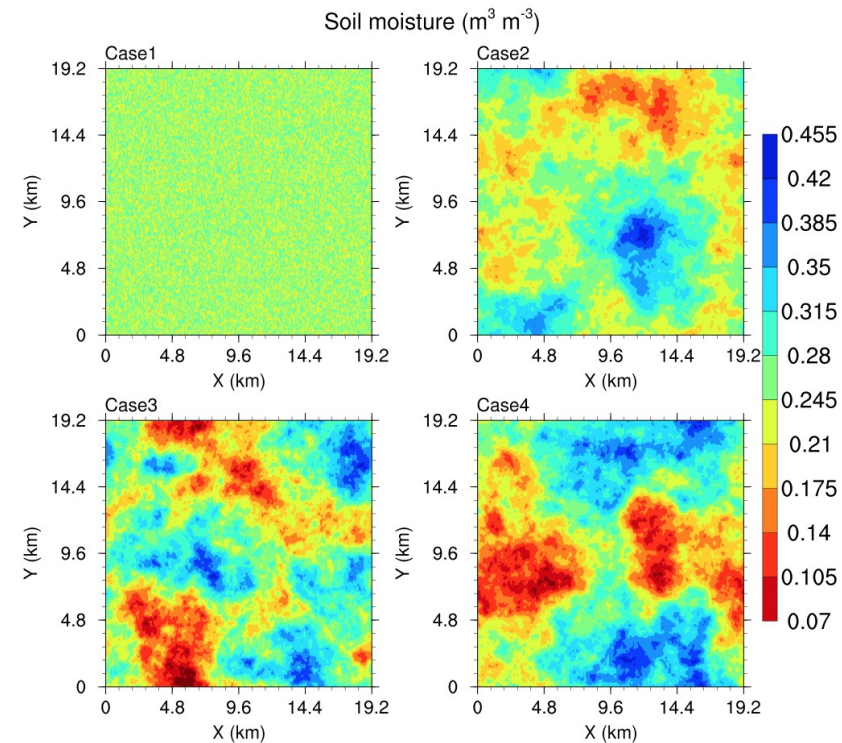 Soil moisture (m³ m⁻³)
Case1
Case2
19.2
14.4
9.6
4.8
0
Y (km)
0 4.8 9.6 14.4 19.2
X (km)
19.2
14.4
9.6
4.8
0
Y (km)
0 4.8 9.6 14.4 19.2
X (km)
Case3
Case4
19.2
14.4
9.6
4.8
0
Y (km)
0 4.8 9.6 14.4 19.2
X (km)
19.2
14.4
9.6
4.8
0
Y (km)
0 4.8 9.6 14.4 19.2
X (km)
0.455
0.42
0.385
0.35
0.315
0.28
0.245
0.21
0.175
0.14
0.105
0.07